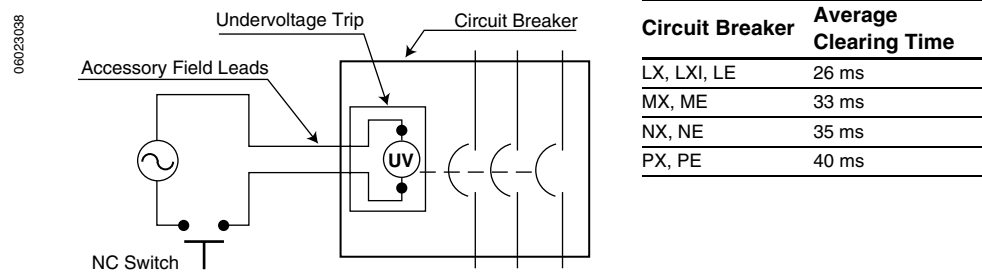 06023038
Undervoltage Trip
Circuit Breaker
Accessory Field Leads
UV
NC Switch
Circuit Breaker Average Clearing Time
LX, LXI, LE 26 ms
MX, ME 33 ms
NX, NE 35 ms
PX, PE 40 ms